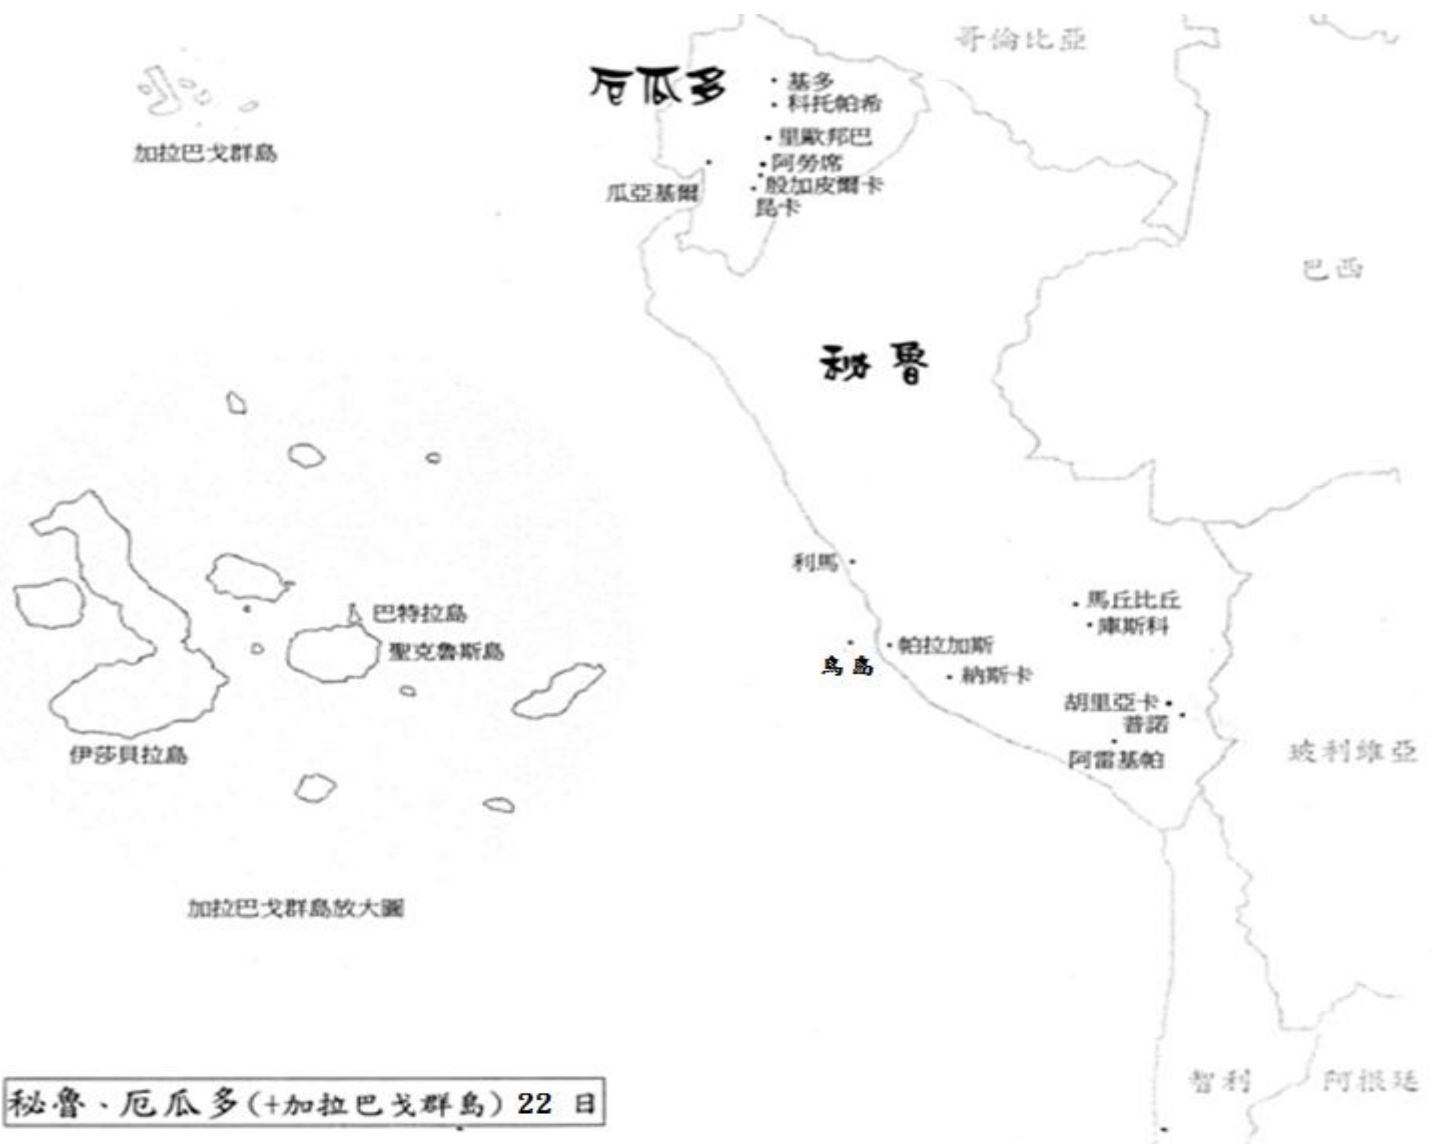 哥倫比亞
厄瓜多
基多
科托帕希
里歐邦巴
阿勞席
殷加皮爾卡
昆卡
瓜亞基爾
加拉巴戈群島
巴西
秘魯
利馬
馬丘比丘
庫斯科
帕拉加斯
鳥島
納斯卡
胡里亞卡
普諾
阿雷基帕
玻利維亞
巴特拉島
聖克魯斯島
伊莎貝拉島
加拉巴戈群島放大圖
智利
阿根廷
秘魯、厄瓜多(+加拉巴戈群島) 22 日